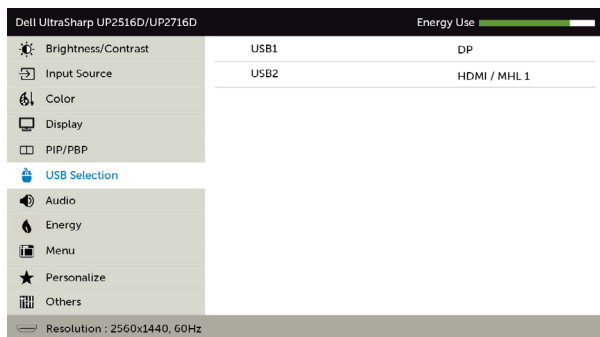 Dell UltraSharp UP2516D/UP2716D Energy Use
Brightness/Contrast USB1 DP
Input Source USB2 HDMI / MHL 1
Color
Display
PIP/PBP
USB Selection
Audio
Energy
Menu
Personalize
Others
Resolution : 2560x1440, 60Hz